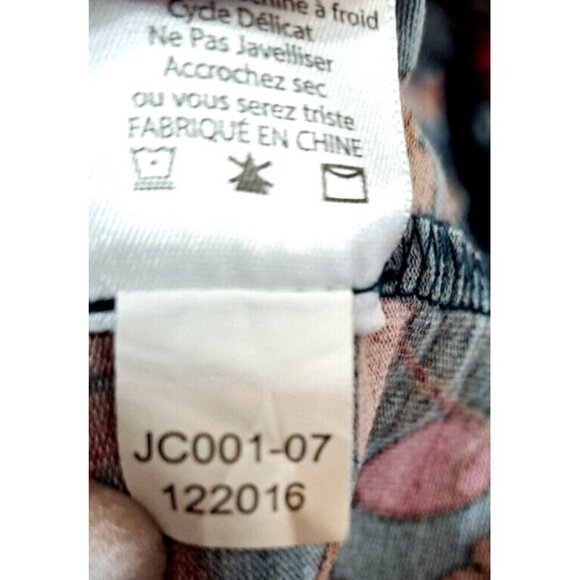 à froid
Cycle Délicat
Ne Pas Javelliser
Accrochez sec
ou vous serez triste
FABRIQUÉ EN CHINE
JC001-07
122016